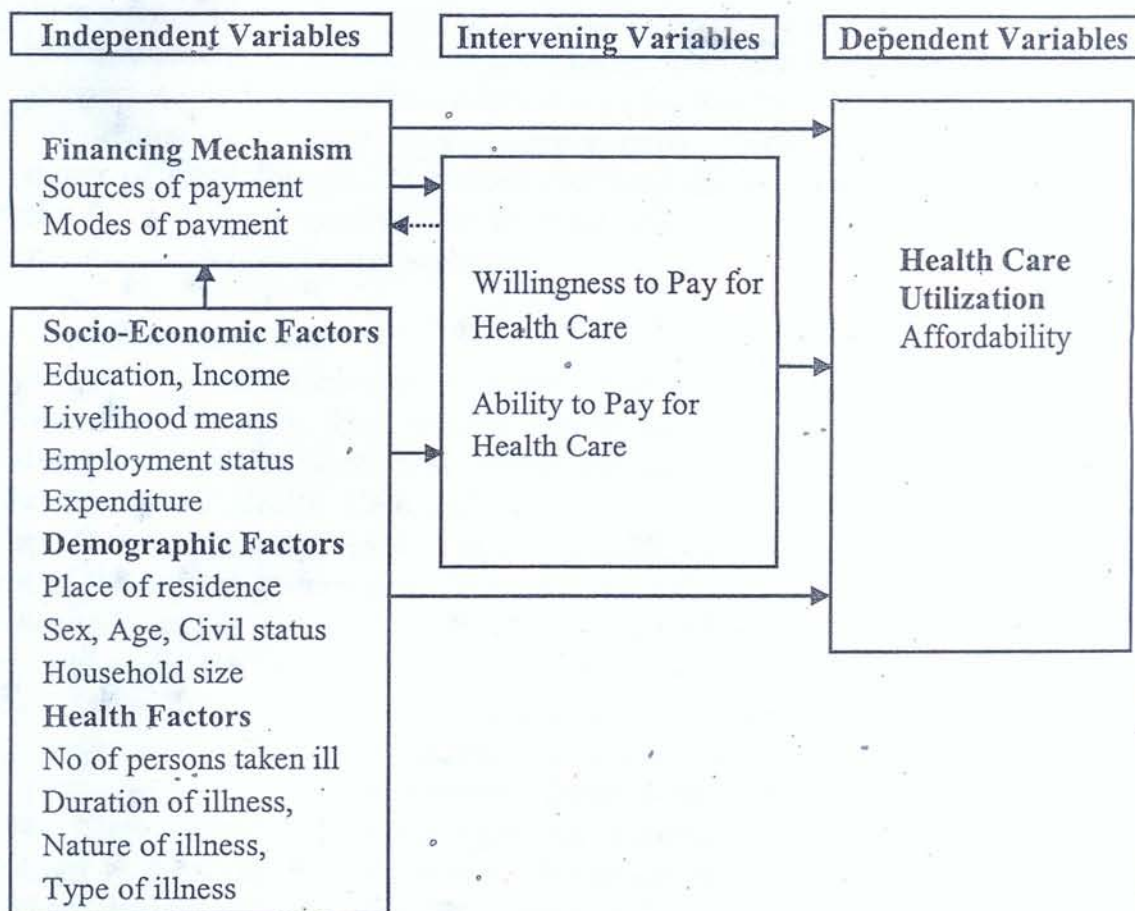 Independent Variables
Intervening Variables
Dependent Variables
Financing Mechanism
Sources of payment
Modes of payment
Socio-Economic Factors
Education, Income
Livelihood means
Employment status
Expenditure
Demographic Factors
Place of residence
Sex, Age, Civil status
Household size
Health Factors
No of persons taken ill
Duration of illness,
Nature of illness,
Type of illness
Willingness to Pay for
Health Care
Ability to Pay for
Health Care
Health Care
Utilization
Affordability